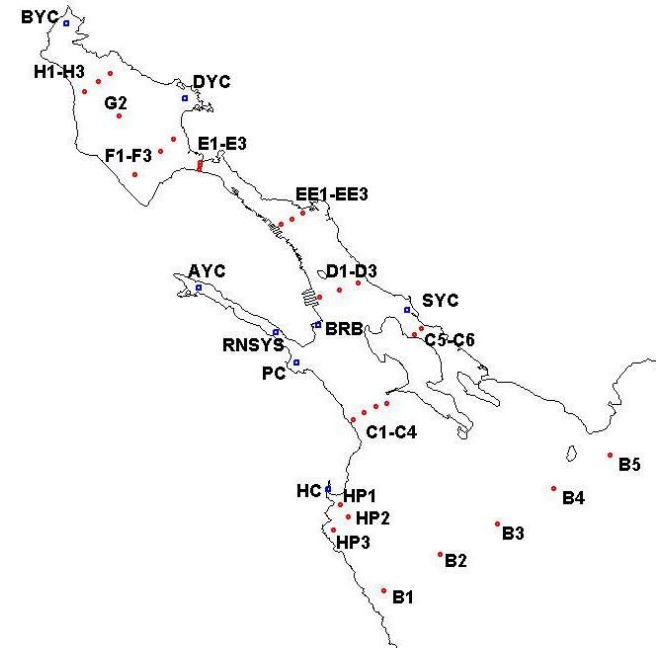 BYC
H1-H3
DYC
G2
E1-E3
F1-F3
EE1-EE3
AYC
D1-D3
SYC
BRB
RNSYS
C5-C6
PC
C1-C4
B5
HC
HP1
B4
HP2
B3
HP3
B2
B1